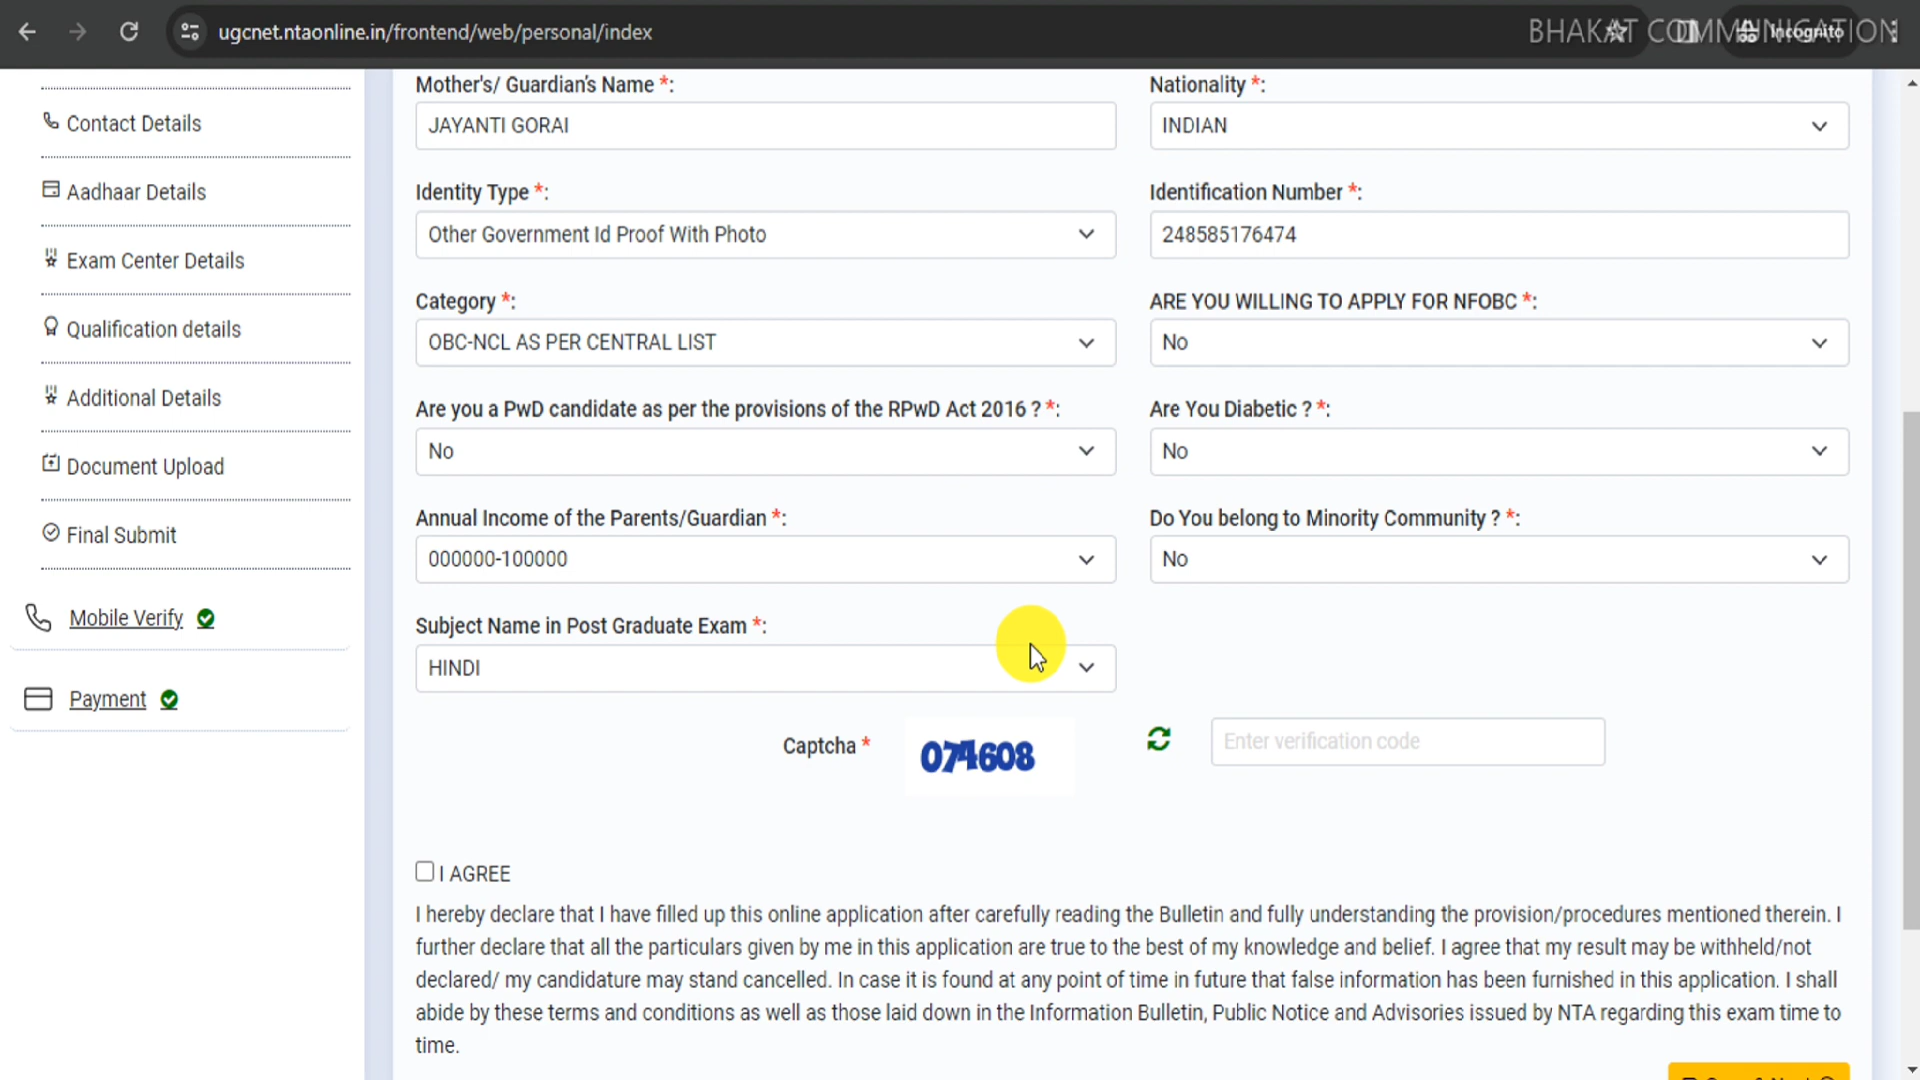 ugcnet.ntaonline.in/frontend/web/personal/index
BHAKAT COMMUNICATION
Incognito
Contact Details
Aadhaar Details
Exam Center Details
Qualification details
Additional Details
Document Upload
Final Submit
Mobile Verify
Payment
Mother's/ Guardian's Name *:
JAYANTI GORAI
Nationality *:
INDIAN
Identity Type *:
Other Government Id Proof With Photo
Identification Number *:
248585176474
Category *:
OBC-NCL AS PER CENTRAL LIST
ARE YOU WILLING TO APPLY FOR NFOBC *:
No
Are you a PwD candidate as per the provisions of the RPwD Act 2016 ? *:
No
Are You Diabetic ? *:
No
Annual Income of the Parents/Guardian *:
000000-100000
Do You belong to Minority Community ? *:
No
Subject Name in Post Graduate Exam *:
HINDI
Captcha *
074608
Enter verification code
I AGREE
I hereby declare that I have filled up this online application after carefully reading the Bulletin and fully understanding the provision/procedures mentioned therein. I
further declare that all the particulars given by me in this application are true to the best of my knowledge and belief. I agree that my result may be withheld/not
declared/ my candidature may stand cancelled. In case it is found at any point of time in future that false information has been furnished in this application. I shall
abide by these terms and conditions as well as those laid down in the Information Bulletin, Public Notice and Advisories issued by NTA regarding this exam time to
time.